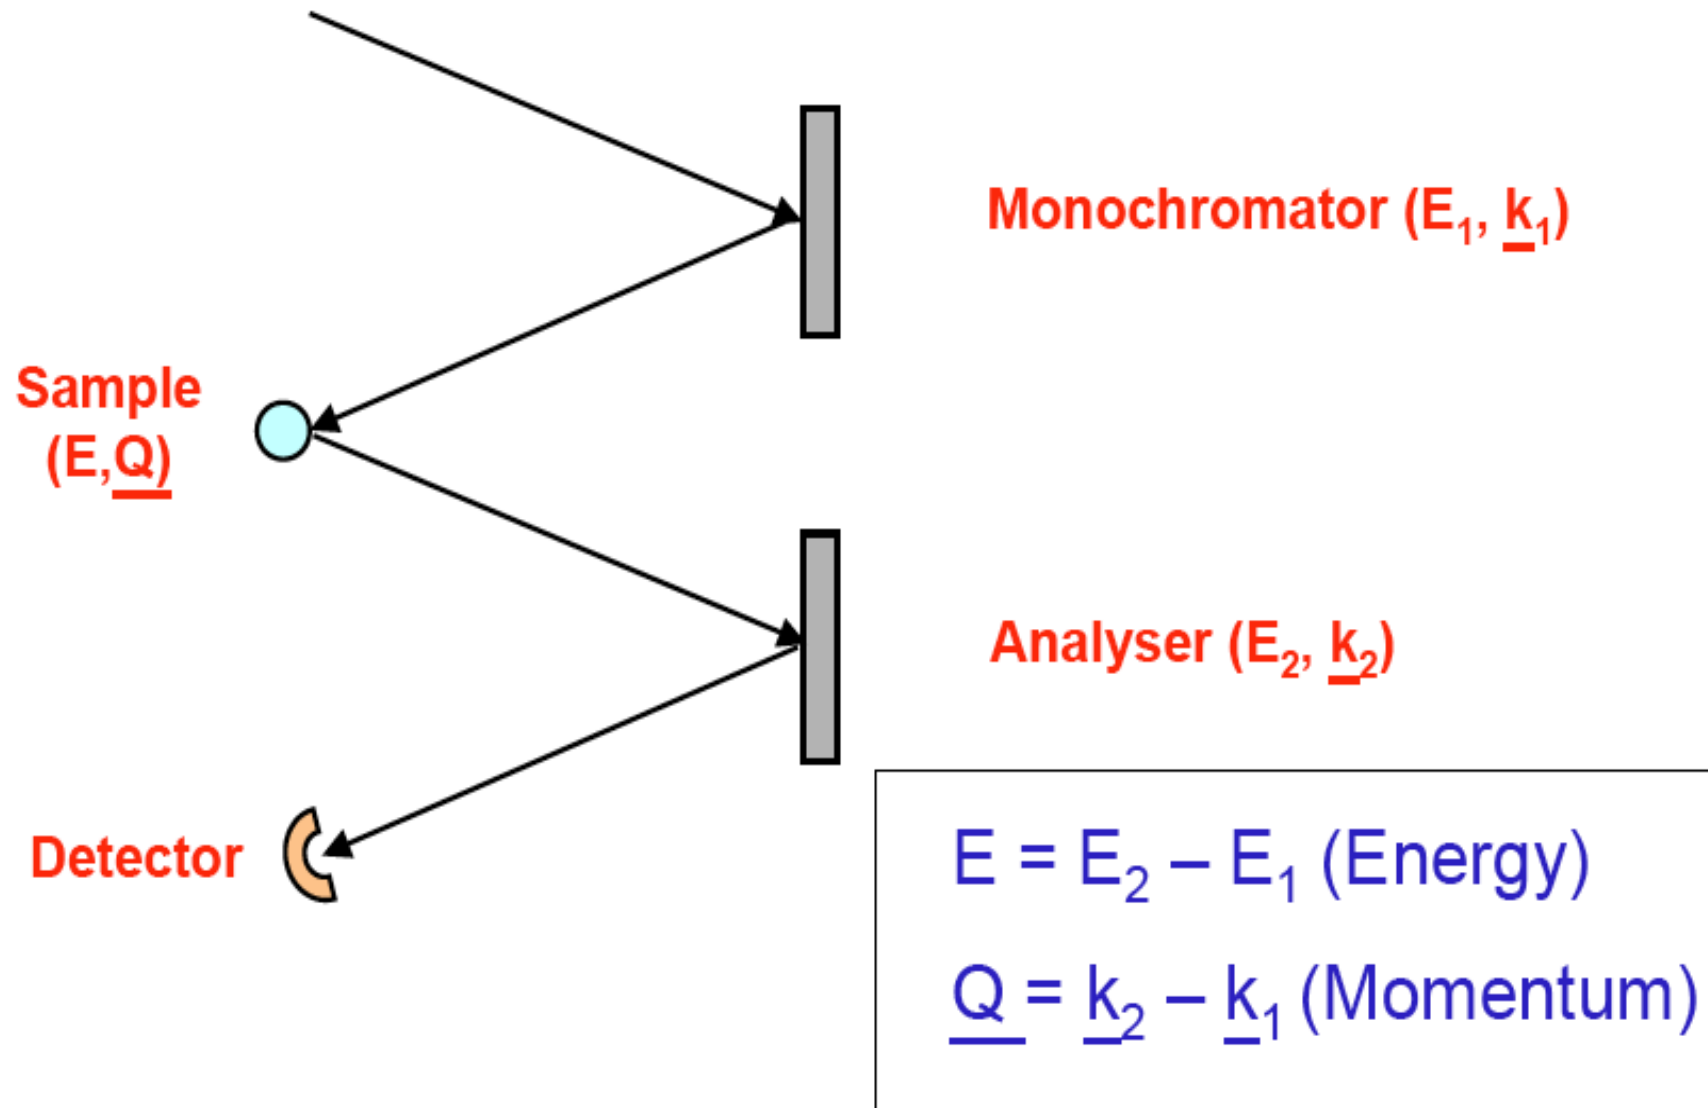 Monochromator (E₁, k₁)
Sample
(E,Q)
Analyser (E₂, k₂)
Detector
E = E₂ – E₁ (Energy)
Q = k₂ – k₁ (Momentum)